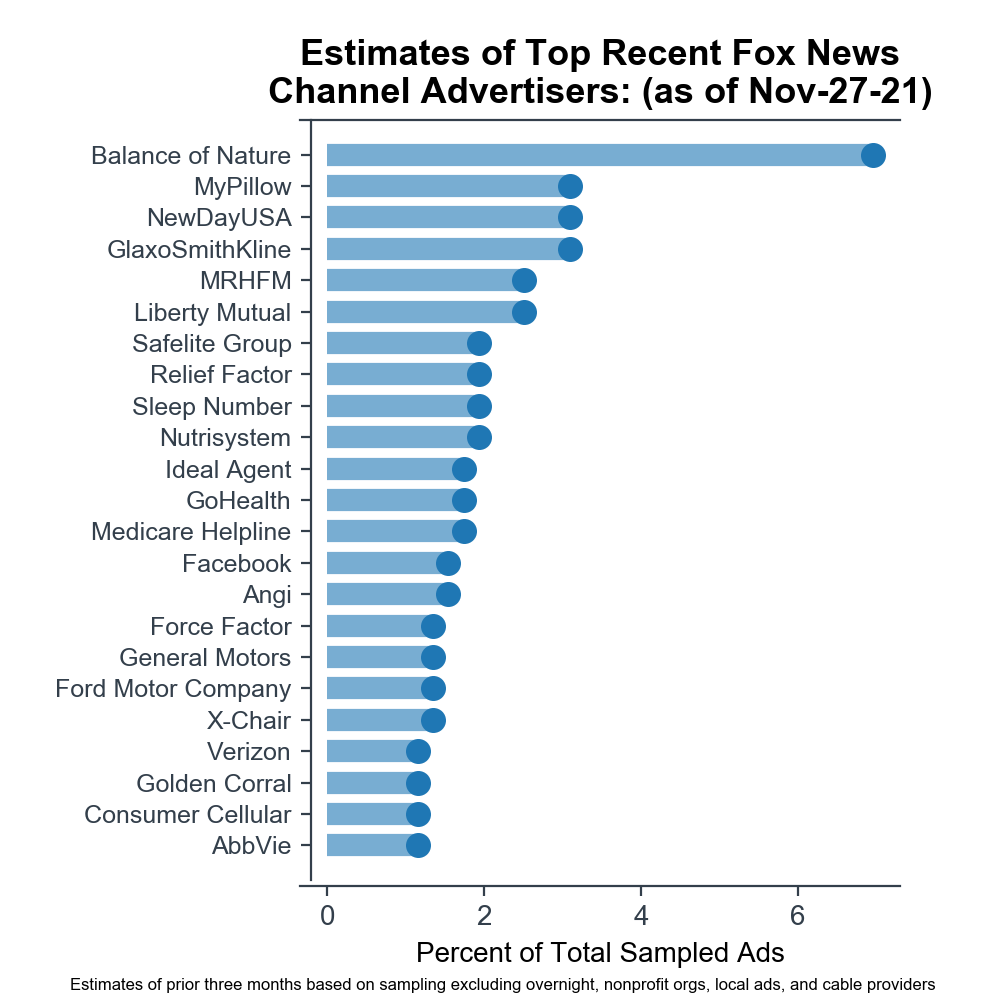 Estimates of Top Recent Fox News
Channel Advertisers: (as of Nov-27-21)
Balance of Nature
MyPillow
NewDayUSA
GlaxoSmithKline
MRHFM
Liberty Mutual
Safelite Group
Relief Factor
Sleep Number
Nutrisystem
Ideal Agent
GoHealth
Medicare Helpline
Facebook
Angi
Force Factor
General Motors
Ford Motor Company
X-Chair
Verizon
Golden Corral
Consumer Cellular
AbbVie
0 2 4 6
Percent of Total Sampled Ads
Estimates of prior three months based on sampling excluding overnight, nonprofit orgs, local ads, and cable providers